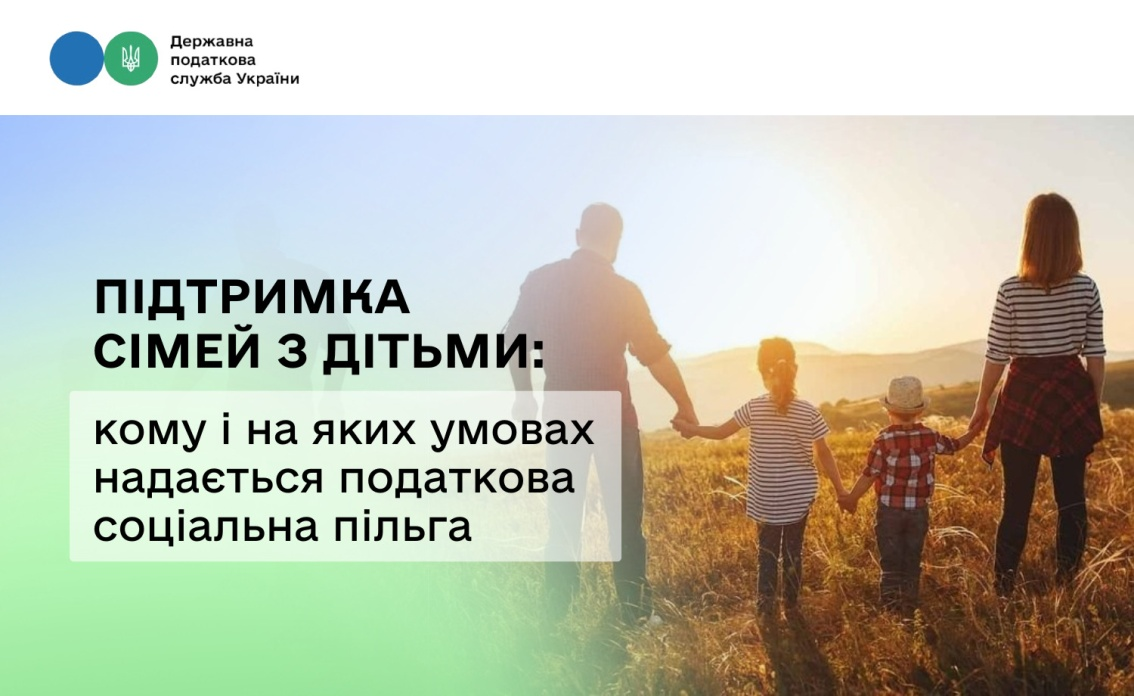 Державна
податкова
служба України
ПІДТРИМКА
СІМЕЙ З ДІТЬМИ:
кому і на яких умовах
надається податкова
соціальна пільга